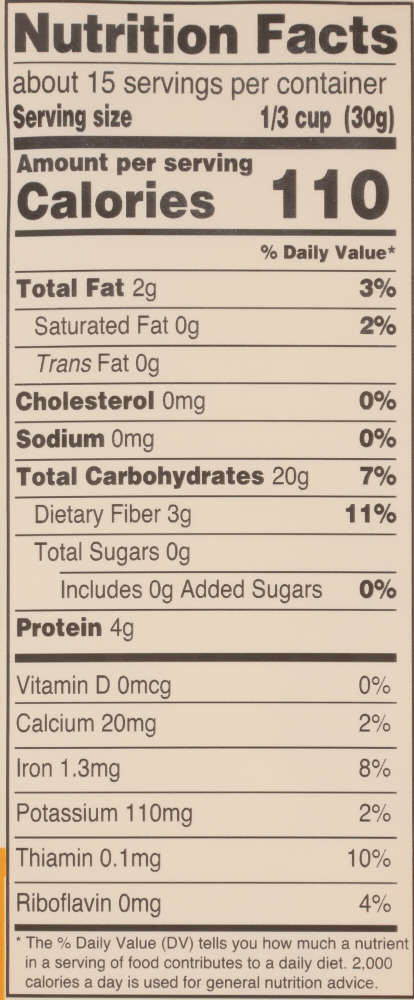 Nutrition Facts
about 15 servings per container
Serving size 1/3 cup (30g)
Amount per serving
Calories 110
% Daily Value*
Total Fat 2g 3%
Saturated Fat 0g 2%
Trans Fat 0g
Cholesterol 0mg 0%
Sodium 0mg 0%
Total Carbohydrates 20g 7%
Dietary Fiber 3g 11%
Total Sugars 0g
Includes 0g Added Sugars 0%
Protein 4g
Vitamin D 0mcg 0%
Calcium 20mg 2%
Iron 1.3mg 8%
Potassium 110mg 2%
Thiamin 0.1mg 10%
Riboflavin 0mg 4%
* The % Daily Value (DV) tells you how much a nutrient
in a serving of food contributes to a daily diet. 2,000
calories a day is used for general nutrition advice.